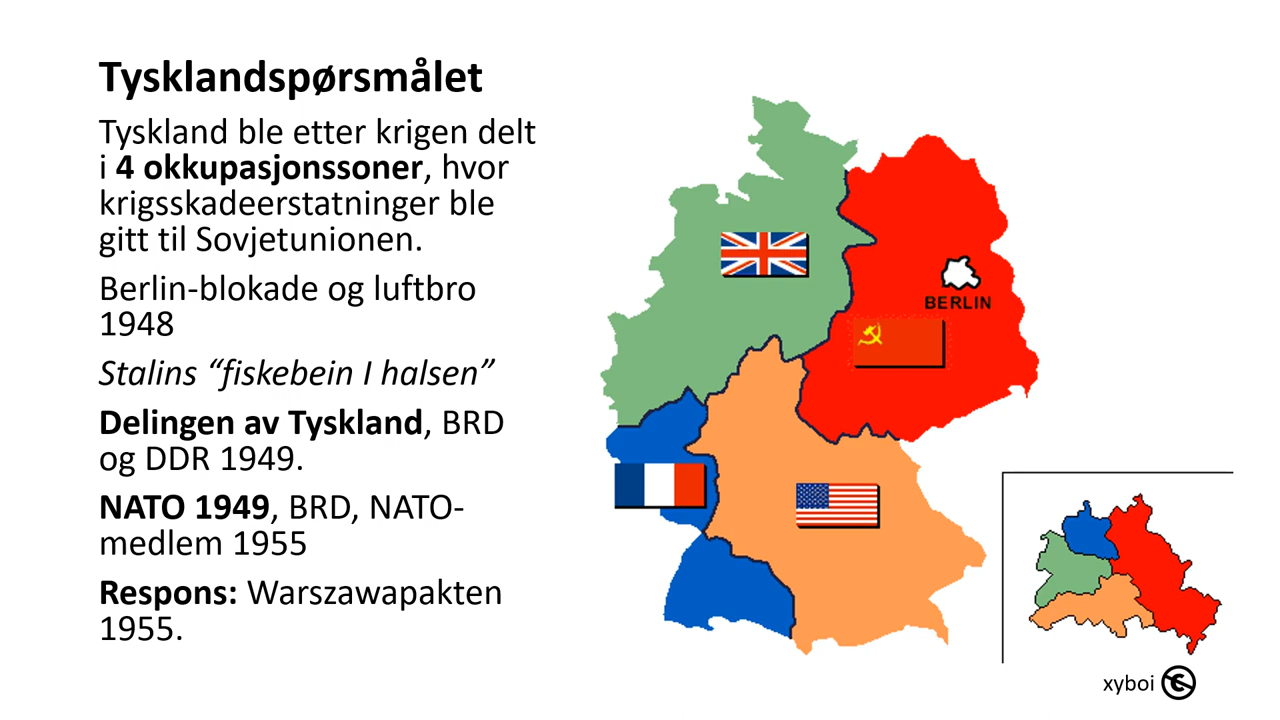 Tysklandspørsmålet
Tyskland ble etter krigen delt
i 4 okkupasjonssoner, hvor
krigsskadeerstatninger ble
gitt til Sovjetunionen.
Berlin-blokade og luftbro
1948
Stalins “fiskebein I halsen”
Delingen av Tyskland, BRD
og DDR 1949.
NATO 1949, BRD, NATO-
medlem 1955
Respons: Warszawapakten
1955.
BERLIN
xyboi